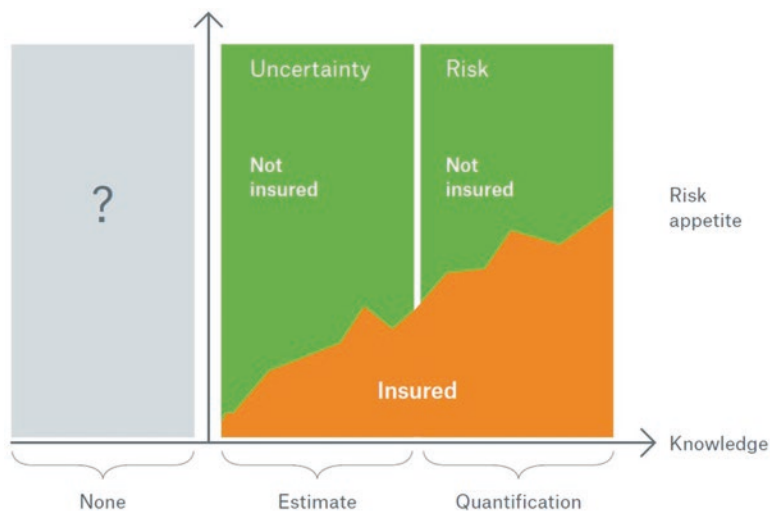 Uncertainty
Risk
Not
insured
Not
insured
?
Risk
appetite
Insured
Knowledge
None
Estimate
Quantification